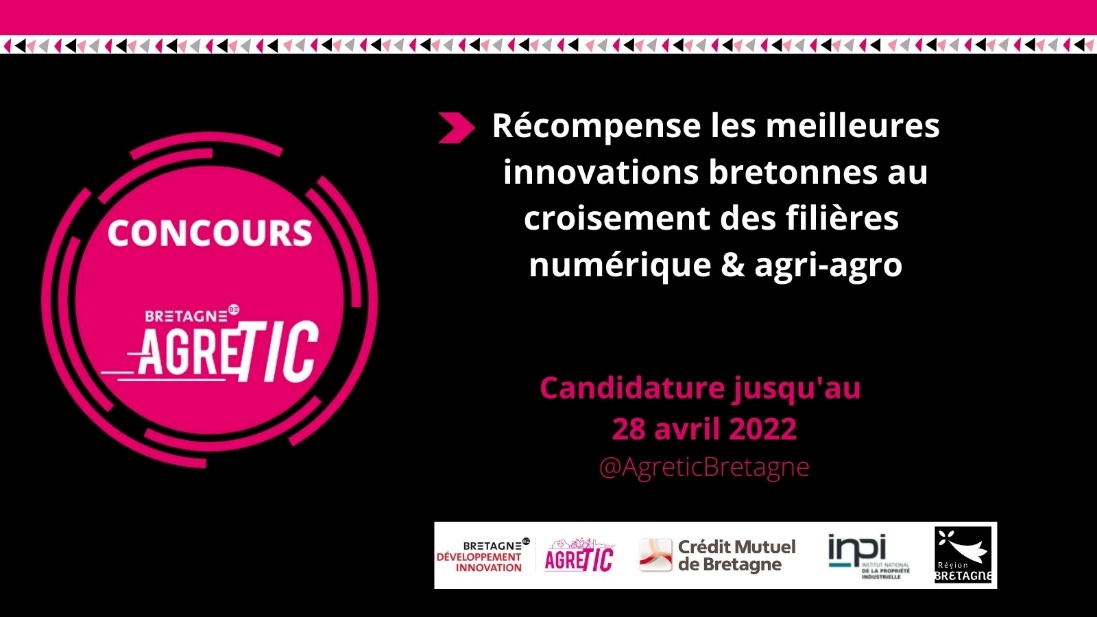 CONCOURS
BRETAGNE
AGRETIC
Récompense les meilleures
innovations bretonnes au
croisement des filières
numérique & agri-agro
Candidature jusqu'au
28 avril 2022
@AgreticBretagne
BRETAGNE
DÉVELOPPEMENT
INNOVATION
AGRETIC
Crédit Mutuel
de Bretagne
inpi
INSTITUT NATIONAL
DE LA PROPRIÉTÉ
INDUSTRIELLE
Région
BRETAGNE